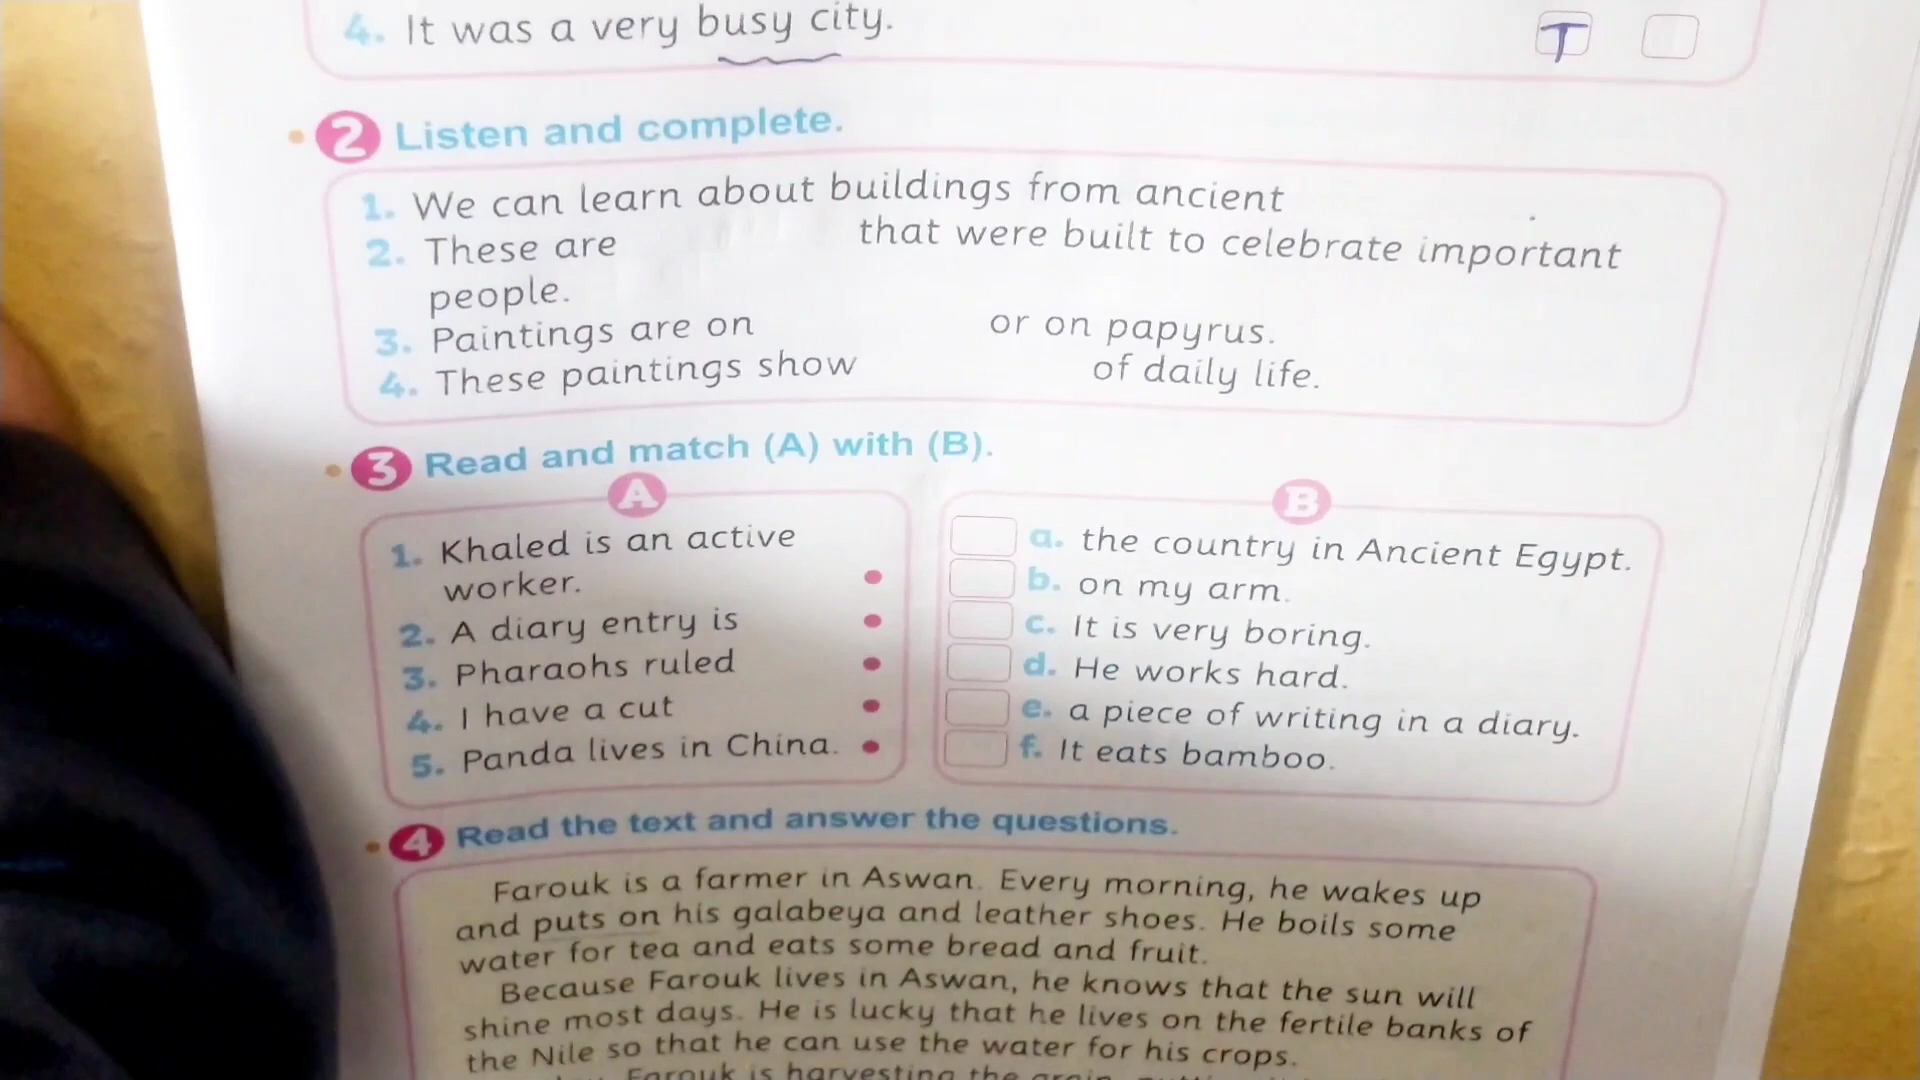 4. It was a very busy city.
T
2 Listen and complete.
1. We can learn about buildings from ancient .
2. These are that were built to celebrate important
people.
3. Paintings are on or on papyrus.
4. These paintings show of daily life.
3 Read and match (A) with (B).
A
1. Khaled is an active
worker.
2. A diary entry is
3. Pharaohs ruled
4. I have a cut
5. Panda lives in China.
B
a. the country in Ancient Egypt.
b. on my arm.
c. It is very boring.
d. He works hard.
e. a piece of writing in a diary.
f. It eats bamboo.
4 Read the text and answer the questions.
Farouk is a farmer in Aswan. Every morning, he wakes up
and puts on his galabeya and leather shoes. He boils some
water for tea and eats some bread and fruit.
Because Farouk lives in Aswan, he knows that the sun will
shine most days. He is lucky that he lives on the fertile banks of
the Nile so that he can use the water for his crops.
Farouk is harvesting the grain,